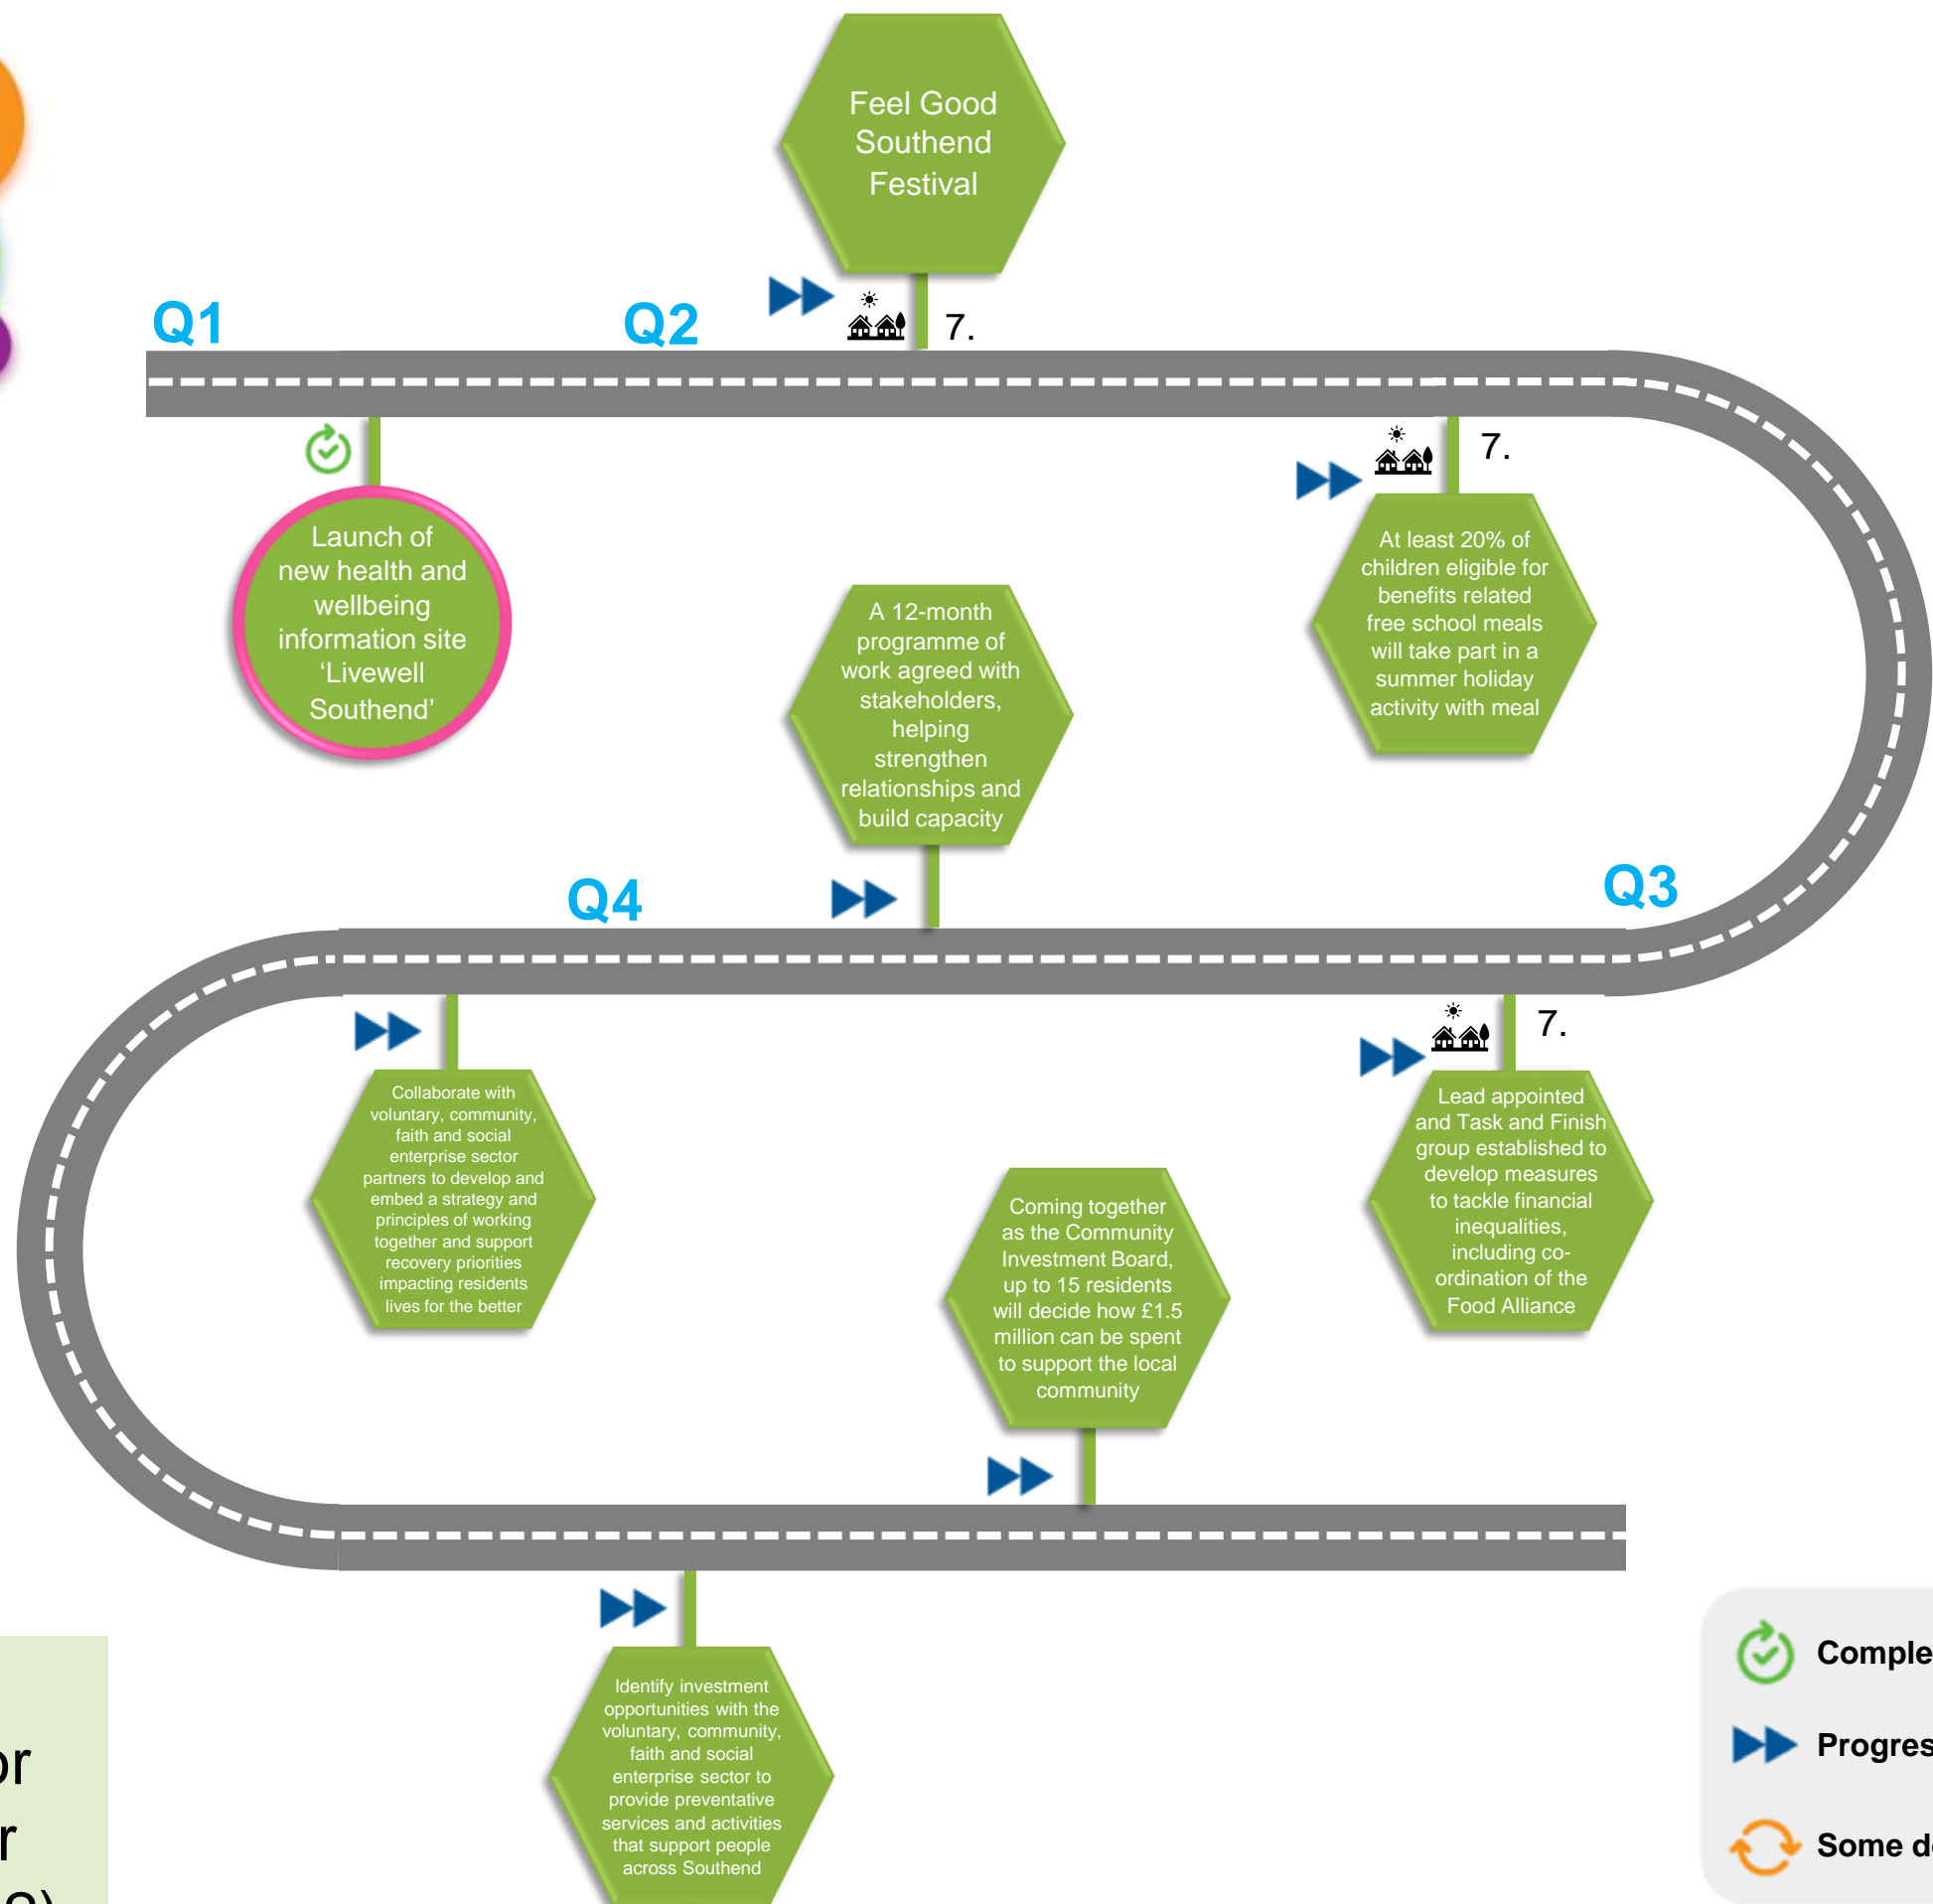 Feel Good
Southend
Festival
Q1
Q2
7.
7.
Launch of
new health and
wellbeing
information site
‘Livewell
Southend’
At least 20% of
children eligible for
benefits related
free school meals
will take part in a
summer holiday
activity with meal
A 12-month
programme of
work agreed with
stakeholders,
helping
strengthen
relationships and
build capacity
Q4
Q3
7.
Collaborate with
voluntary, community,
faith and social
enterprise sector
partners to develop and
embed a strategy and
principles of working
together and support
recovery priorities
impacting residents
lives for the better
Lead appointed
and Task and Finish
group established to
develop measures
to tackle financial
inequalities,
including co-
ordination of the
Food Alliance
Coming together
as the Community
Investment Board,
up to 15 residents
will decide how £1.5
million can be spent
to support the local
community
Identify investment
opportunities with the
voluntary, community,
faith and social
enterprise sector to
provide preventative
services and activities
that support people
across Southend
Comple
Progres
Some d
or
r
2)